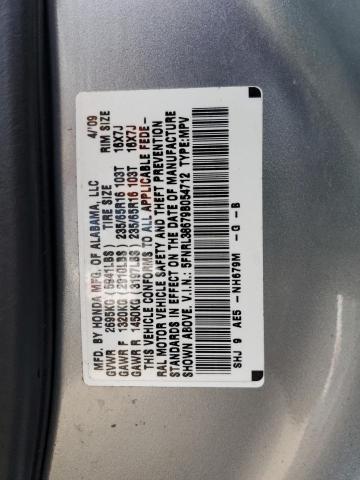 MFD. BY HONDA MFG. OF ALABAMA, LLC 4/'09
GVWR 2695KG (5941LBS) TIRE SIZE RIM SIZE
GAWR F 1320KG (2910LBS) 235/65R16 103T 16X7J
GAWR R 1450KG (3197LBS) 235/65R16 103T 16X7J
THIS VEHICLE CONFORMS TO ALL APPLICABLE FEDE-
RAL MOTOR VEHICLE SAFETY AND THEFT PREVENTION
STANDARDS IN EFFECT ON THE DATE OF MANUFACTURE
SHOWN ABOVE. V.I.N.: 5FNRL38679B054712 TYPE:MPV
SHJ 9 AE5 -NH679M -G -B